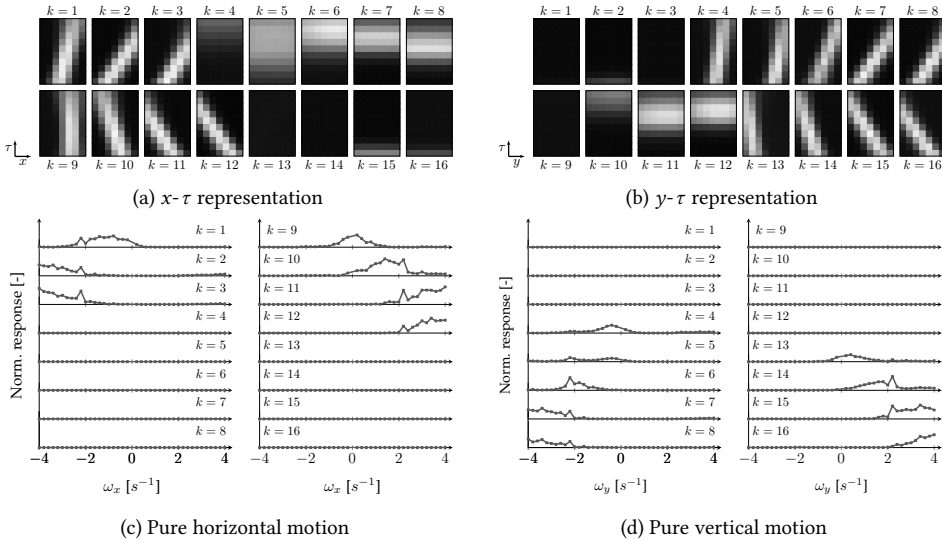 k = 1 k = 2 k = 3 k = 4 k = 5 k = 6 k = 7 k = 8
τ
x
k = 9 k = 10 k = 11 k = 12 k = 13 k = 14 k = 15 k = 16
(a) x-τ representation
k = 1 k = 2 k = 3 k = 4 k = 5 k = 6 k = 7 k = 8
τ
y
k = 9 k = 10 k = 11 k = 12 k = 13 k = 14 k = 15 k = 16
(b) y-τ representation
Norm. response [-]
k = 1
k = 2
k = 3
k = 4
k = 5
k = 6
k = 7
k = 8
−4 −2 0 2 4
ωx [s−1]
k = 9
k = 10
k = 11
k = 12
k = 13
k = 14
k = 15
k = 16
−4 −2 0 2 4
ωx [s−1]
(c) Pure horizontal motion
Norm. response [-]
k = 1
k = 2
k = 3
k = 4
k = 5
k = 6
k = 7
k = 8
−4 −2 0 2 4
ωy [s−1]
k = 9
k = 10
k = 11
k = 12
k = 13
k = 14
k = 15
k = 16
−4 −2 0 2 4
ωy [s−1]
(d) Pure vertical motion